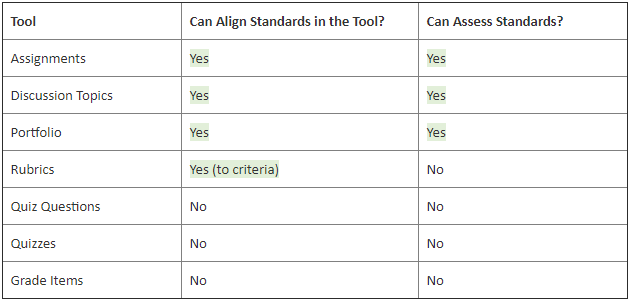 Tool Can Align Standards in the Tool? Can Assess Standards?
Assignments Yes Yes
Discussion Topics Yes Yes
Portfolio Yes Yes
Rubrics Yes (to criteria) No
Quiz Questions No No
Quizzes No No
Grade Items No No